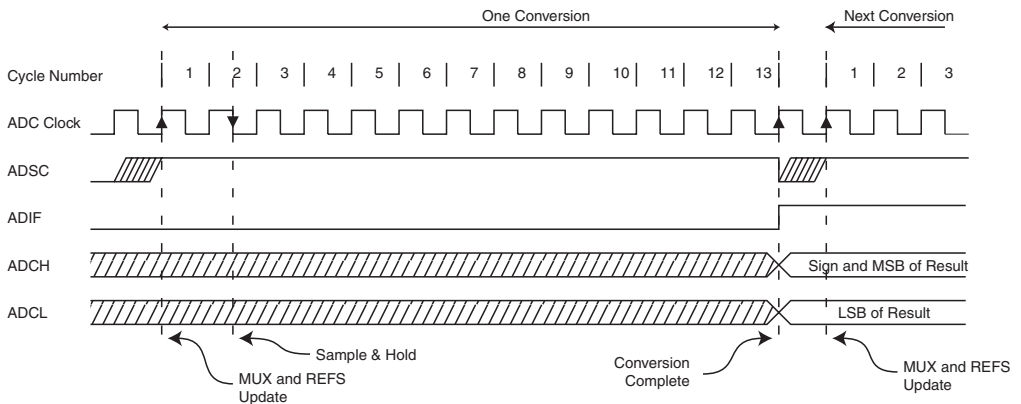 One Conversion
Next Conversion
Cycle Number
1 2 3 4 5 6 7 8 9 10 11 12 13 1 2 3
ADC Clock
ADSC
ADIF
ADCH
Sign and MSB of Result
ADCL
LSB of Result
Sample & Hold
MUX and REFS
Update
Conversion
Complete
MUX and REFS
Update